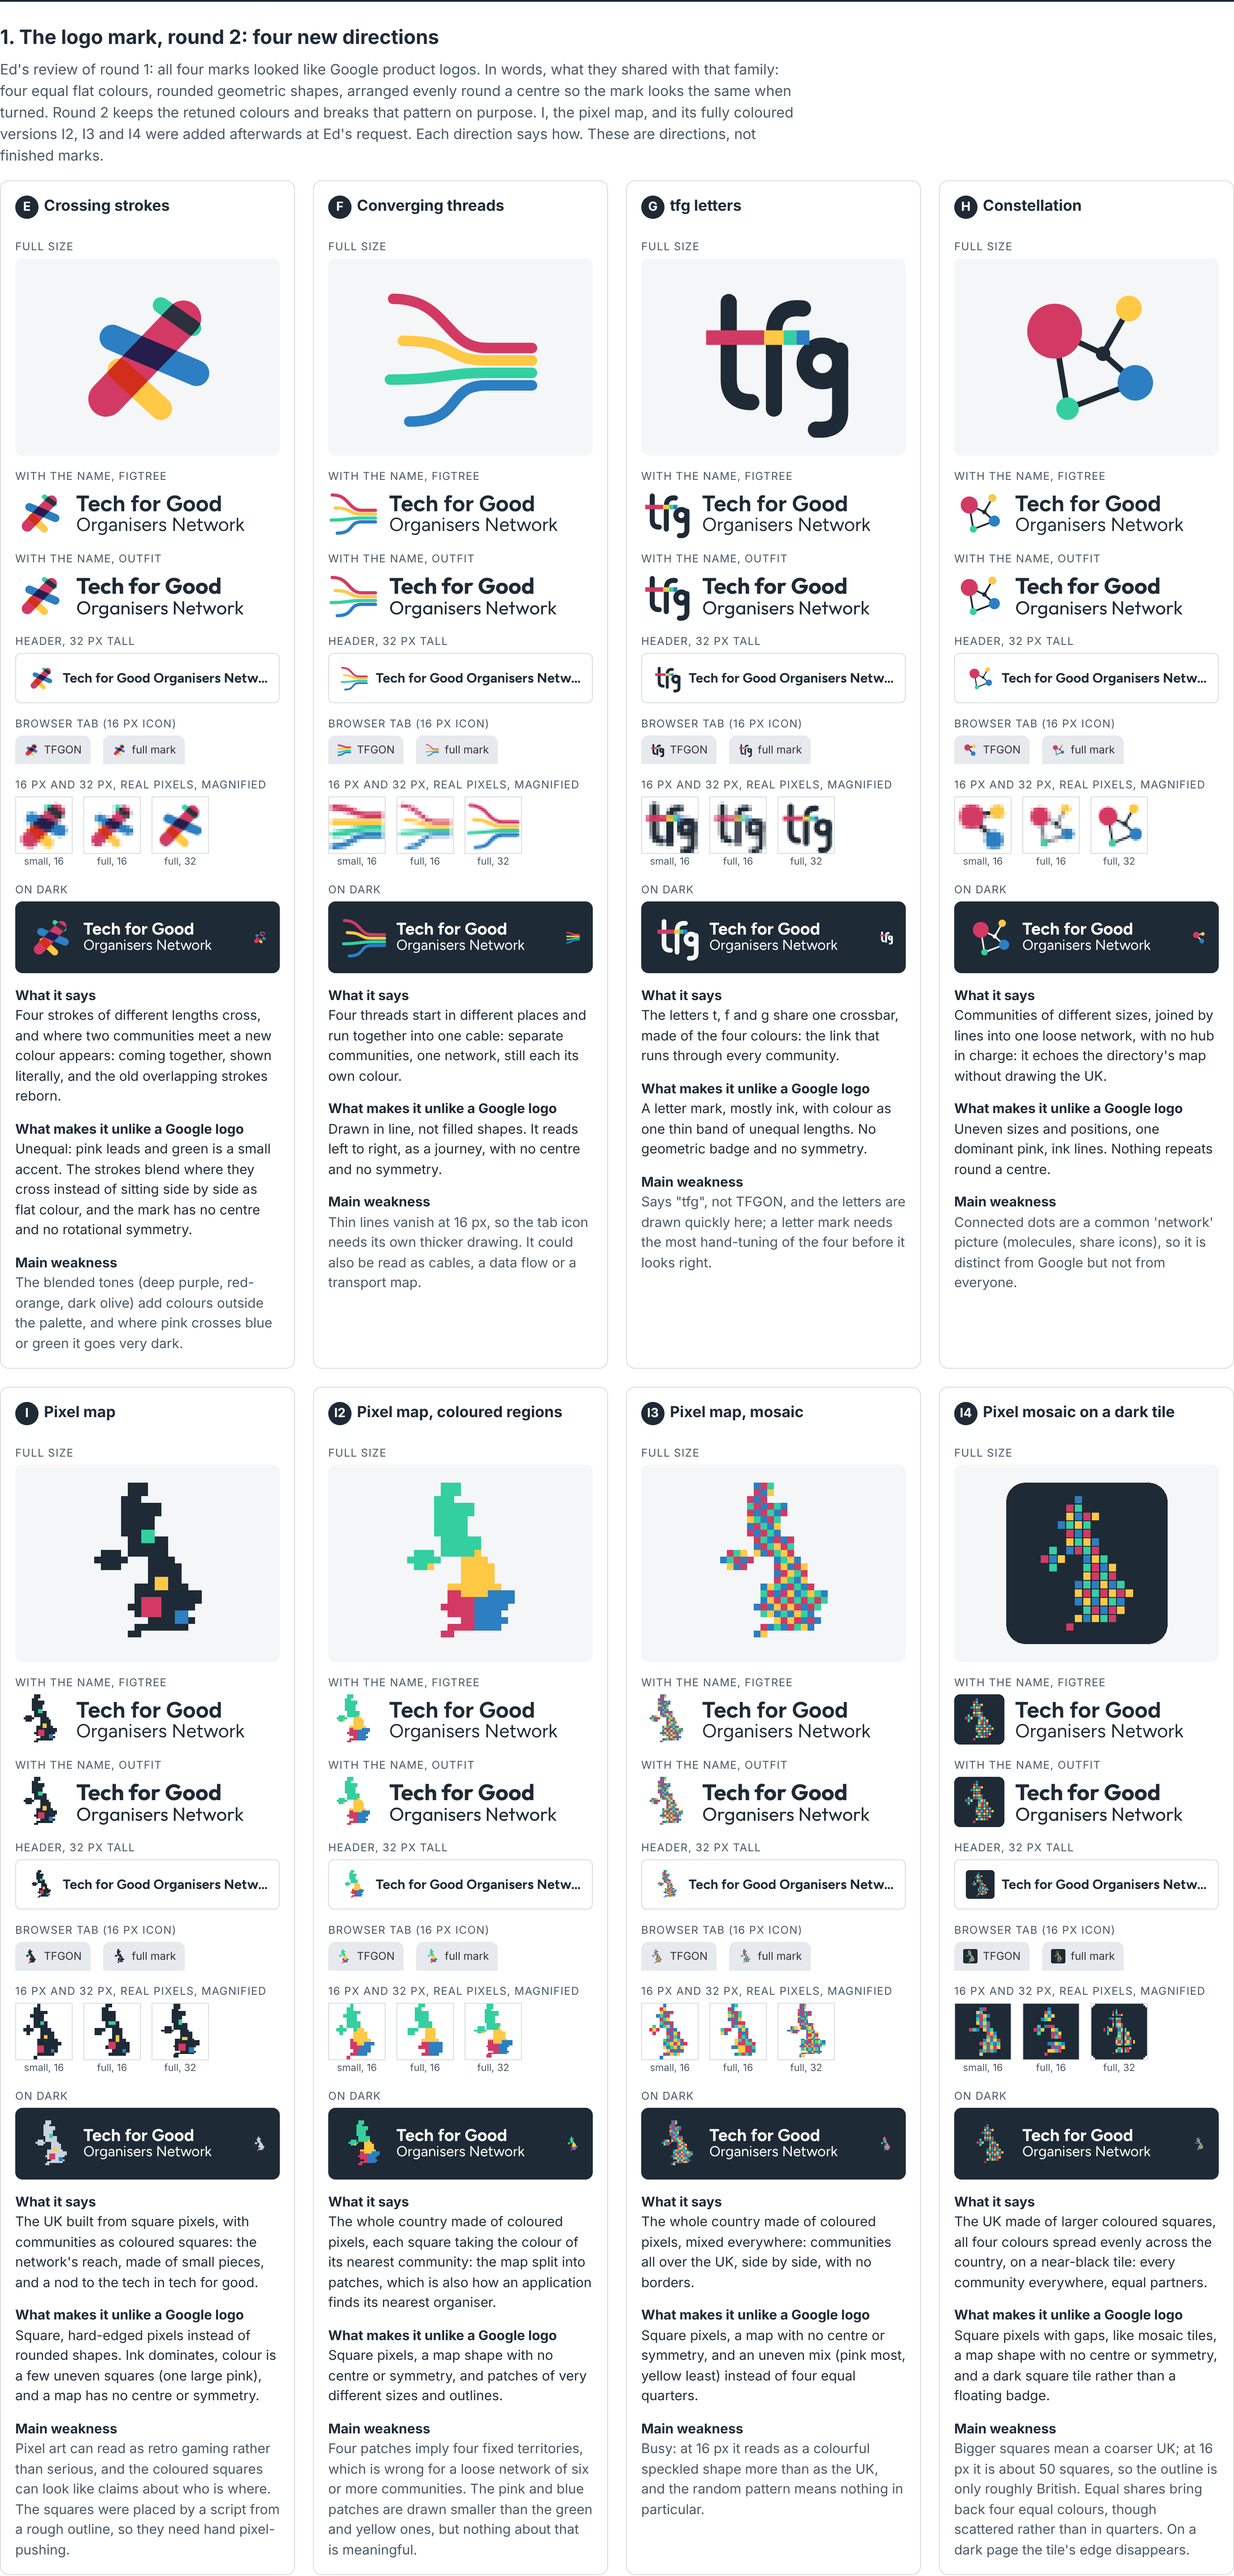 1. The logo mark, round 2: four new directions
Ed's review of round 1: all four marks looked like Google product logos. In words, what they shared with that family:
four equal flat colours, rounded geometric shapes, arranged evenly round a centre so the mark looks the same when
turned. Round 2 keeps the retuned colours and breaks that pattern on purpose. I, the pixel map, and its fully coloured
versions I2, I3 and I4 were added afterwards at Ed's request. Each direction says how. These are directions, not
finished marks.
E Crossing strokes
FULL SIZE
WITH THE NAME, FIGTREE
Tech for Good
Organisers Network
WITH THE NAME, OUTFIT
Tech for Good
Organisers Network
HEADER, 32 PX TALL
Tech for Good Organisers Netw...
BROWSER TAB (16 PX ICON)
TFGON full mark
16 PX AND 32 PX, REAL PIXELS, MAGNIFIED
small, 16 full, 16 full, 32
ON DARK
Tech for Good
Organisers Network
What it says
Four strokes of different lengths cross,
and where two communities meet a new
colour appears: coming together, shown
literally, and the old overlapping strokes
reborn.
What makes it unlike a Google logo
Unequal: pink leads and green is a small
accent. The strokes blend where they
cross instead of sitting side by side as
flat colour, and the mark has no centre
and no rotational symmetry.
Main weakness
The blended tones (deep purple, red-
orange, dark olive) add colours outside
the palette, and where pink crosses blue
or green it goes very dark.
F Converging threads
FULL SIZE
WITH THE NAME, FIGTREE
Tech for Good
Organisers Network
WITH THE NAME, OUTFIT
Tech for Good
Organisers Network
HEADER, 32 PX TALL
Tech for Good Organisers Netw...
BROWSER TAB (16 PX ICON)
TFGON full mark
16 PX AND 32 PX, REAL PIXELS, MAGNIFIED
small, 16 full, 16 full, 32
ON DARK
Tech for Good
Organisers Network
What it says
Four threads start in different places and
run together into one cable: separate
communities, one network, still each its
own colour.
What makes it unlike a Google logo
Drawn in line, not filled shapes. It reads
left to right, as a journey, with no centre
and no symmetry.
Main weakness
Thin lines vanish at 16 px, so the tab icon
needs its own thicker drawing. It could
also be read as cables, a data flow or a
transport map.
G tfg letters
FULL SIZE
tfg
WITH THE NAME, FIGTREE
tfg Tech for Good
Organisers Network
WITH THE NAME, OUTFIT
tfg Tech for Good
Organisers Network
HEADER, 32 PX TALL
tfg Tech for Good Organisers Netw...
BROWSER TAB (16 PX ICON)
tfg TFGON tfg full mark
16 PX AND 32 PX, REAL PIXELS, MAGNIFIED
tfg tfg tfg
small, 16 full, 16 full, 32
ON DARK
tfg Tech for Good tfg
Organisers Network
What it says
The letters t, f and g share one crossbar,
made of the four colours: the link that
runs through every community.
What makes it unlike a Google logo
A letter mark, mostly ink, with colour as
one thin band of unequal lengths. No
geometric badge and no symmetry.
Main weakness
Says "tfg", not TFGON, and the letters are
drawn quickly here; a letter mark needs
the most hand-tuning of the four before it
looks right.
H Constellation
FULL SIZE
WITH THE NAME, FIGTREE
Tech for Good
Organisers Network
WITH THE NAME, OUTFIT
Tech for Good
Organisers Network
HEADER, 32 PX TALL
Tech for Good Organisers Netw...
BROWSER TAB (16 PX ICON)
TFGON full mark
16 PX AND 32 PX, REAL PIXELS, MAGNIFIED
small, 16 full, 16 full, 32
ON DARK
Tech for Good
Organisers Network
What it says
Communities of different sizes, joined by
lines into one loose network, with no hub
in charge: it echoes the directory's map
without drawing the UK.
What makes it unlike a Google logo
Uneven sizes and positions, one
dominant pink, ink lines. Nothing repeats
round a centre.
Main weakness
Connected dots are a common 'network'
picture (molecules, share icons), so it is
distinct from Google but not from
everyone.
I Pixel map
FULL SIZE
WITH THE NAME, FIGTREE
Tech for Good
Organisers Network
WITH THE NAME, OUTFIT
Tech for Good
Organisers Network
HEADER, 32 PX TALL
Tech for Good Organisers Netw...
BROWSER TAB (16 PX ICON)
TFGON full mark
16 PX AND 32 PX, REAL PIXELS, MAGNIFIED
small, 16 full, 16 full, 32
ON DARK
Tech for Good
Organisers Network
What it says
The UK built from square pixels, with
communities as coloured squares: the
network's reach, made of small pieces,
and a nod to the tech in tech for good.
What makes it unlike a Google logo
Square, hard-edged pixels instead of
rounded shapes. Ink dominates, colour is
a few uneven squares (one large pink),
and a map has no centre or symmetry.
Main weakness
Pixel art can read as retro gaming rather
than serious, and the coloured squares
can look like claims about who is where.
The squares were placed by a script from
a rough outline, so they need hand pixel-
pushing.
I2 Pixel map, coloured regions
FULL SIZE
WITH THE NAME, FIGTREE
Tech for Good
Organisers Network
WITH THE NAME, OUTFIT
Tech for Good
Organisers Network
HEADER, 32 PX TALL
Tech for Good Organisers Netw...
BROWSER TAB (16 PX ICON)
TFGON full mark
16 PX AND 32 PX, REAL PIXELS, MAGNIFIED
small, 16 full, 16 full, 32
ON DARK
Tech for Good
Organisers Network
What it says
The whole country made of coloured
pixels, each square taking the colour of
its nearest community: the map split into
patches, which is also how an application
finds its nearest organiser.
What makes it unlike a Google logo
Square pixels, a map shape with no
centre or symmetry, and patches of very
different sizes and outlines.
Main weakness
Four patches imply four fixed territories,
which is wrong for a loose network of six
or more communities. The pink and blue
patches are drawn smaller than the green
and yellow ones, but nothing about that
is meaningful.
I3 Pixel map, mosaic
FULL SIZE
WITH THE NAME, FIGTREE
Tech for Good
Organisers Network
WITH THE NAME, OUTFIT
Tech for Good
Organisers Network
HEADER, 32 PX TALL
Tech for Good Organisers Netw...
BROWSER TAB (16 PX ICON)
TFGON full mark
16 PX AND 32 PX, REAL PIXELS, MAGNIFIED
small, 16 full, 16 full, 32
ON DARK
Tech for Good
Organisers Network
What it says
The whole country made of coloured
pixels, mixed everywhere: communities
all over the UK, side by side, with no
borders.
What makes it unlike a Google logo
Square pixels, a map with no centre or
symmetry, and an uneven mix (pink most,
yellow least) instead of four equal
quarters.
Main weakness
Busy: at 16 px it reads as a colourful
speckled shape more than as the UK,
and the random pattern means nothing in
particular.
I4 Pixel mosaic on a dark tile
FULL SIZE
WITH THE NAME, FIGTREE
Tech for Good
Organisers Network
WITH THE NAME, OUTFIT
Tech for Good
Organisers Network
HEADER, 32 PX TALL
Tech for Good Organisers Netw...
BROWSER TAB (16 PX ICON)
TFGON full mark
16 PX AND 32 PX, REAL PIXELS, MAGNIFIED
small, 16 full, 16 full, 32
ON DARK
Tech for Good
Organisers Network
What it says
The UK made of larger coloured squares,
all four colours spread evenly across the
country, on a near-black tile: every
community everywhere, equal partners.
What makes it unlike a Google logo
Square pixels with gaps, like mosaic tiles,
a map shape with no centre or symmetry,
and a dark square tile rather than a
floating badge.
Main weakness
Bigger squares mean a coarser UK; at 16
px it is about 50 squares, so the outline is
only roughly British. Equal shares bring
back four equal colours, though
scattered rather than in quarters. On a
dark page the tile's edge disappears.